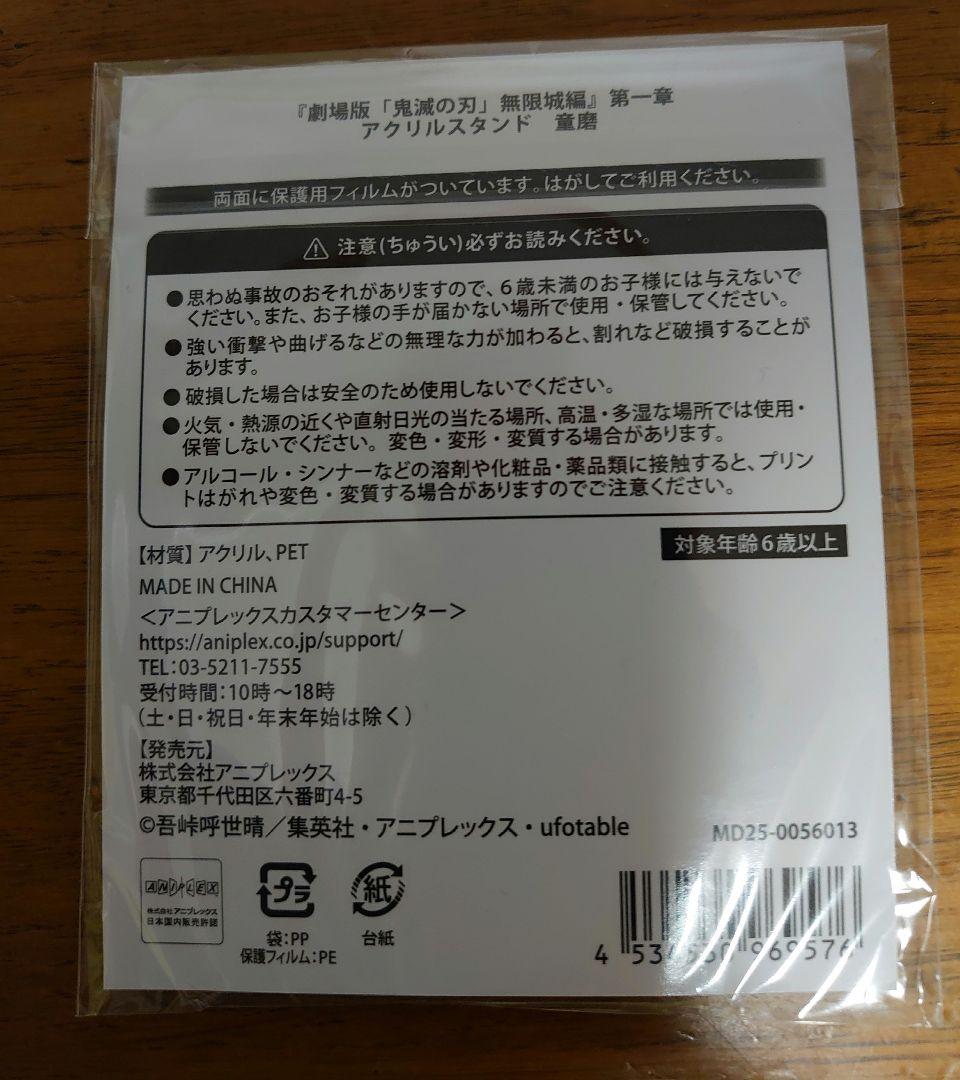 『劇場版「鬼滅の刃」無限城編』第一章
アクリルスタンド　童磨
両面に保護用フィルムがついています。はがしてご利用ください。
注意(ちゅうい)必ずお読みください。
●思わぬ事故のおそれがありますので、６歳未満のお子様には与えないで
ください。また、お子様の手が届かない場所で使用・保管してください。
●強い衝撃や曲げるなどの無理な力が加わると、割れなど破損することが
あります。
●破損した場合は安全のため使用しないでください。
●火気・熱源の近くや直射日光の当たる場所、高温・多湿な場所では使用・
保管しないでください。変色・変形・変質する場合があります。
●アルコール・シンナーなどの溶剤や化粧品・薬品類に接触すると、プリン
トはがれや変色・変質する場合がありますのでご注意ください。
【材質】アクリル、PET
対象年齢６歳以上
MADE IN CHINA
＜アニプレックスカスタマーセンター＞
https://aniplex.co.jp/support/
TEL：03-5211-7555
受付時間：10時～18時
（土・日・祝日・年末年始は除く）
【発売元】
株式会社アニプレックス
東京都千代田区六番町4-5
©吾峠呼世晴／集英社・アニプレックス・ufotable
MD25-0056013
ANIPLEX
株式会社アニプレックス
日本国内販売許諾
プラ
袋：PP
保護フィルム：PE
紙
台紙
4 534530 969576